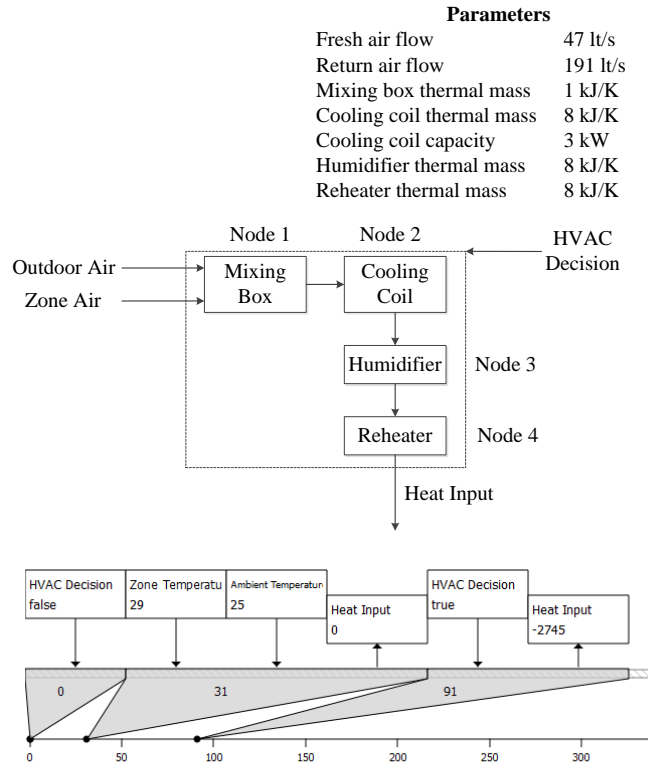 Parameters
Fresh air flow 47 lt/s
Return air flow 191 lt/s
Mixing box thermal mass 1 kJ/K
Cooling coil thermal mass 8 kJ/K
Cooling coil capacity 3 kW
Humidifier thermal mass 8 kJ/K
Reheater thermal mass 8 kJ/K
Node 1 Node 2
HVAC
Decision
Outdoor Air
Zone Air
Mixing
Box
Cooling
Coil
Humidifier
Node 3
Reheater
Node 4
Heat Input
HVAC Decision
false
Zone Temperatu
29
Ambient Temperature
25
Heat Input
0
HVAC Decision
true
Heat Input
-2745
0 31 91
0 50 100 150 200 250 300